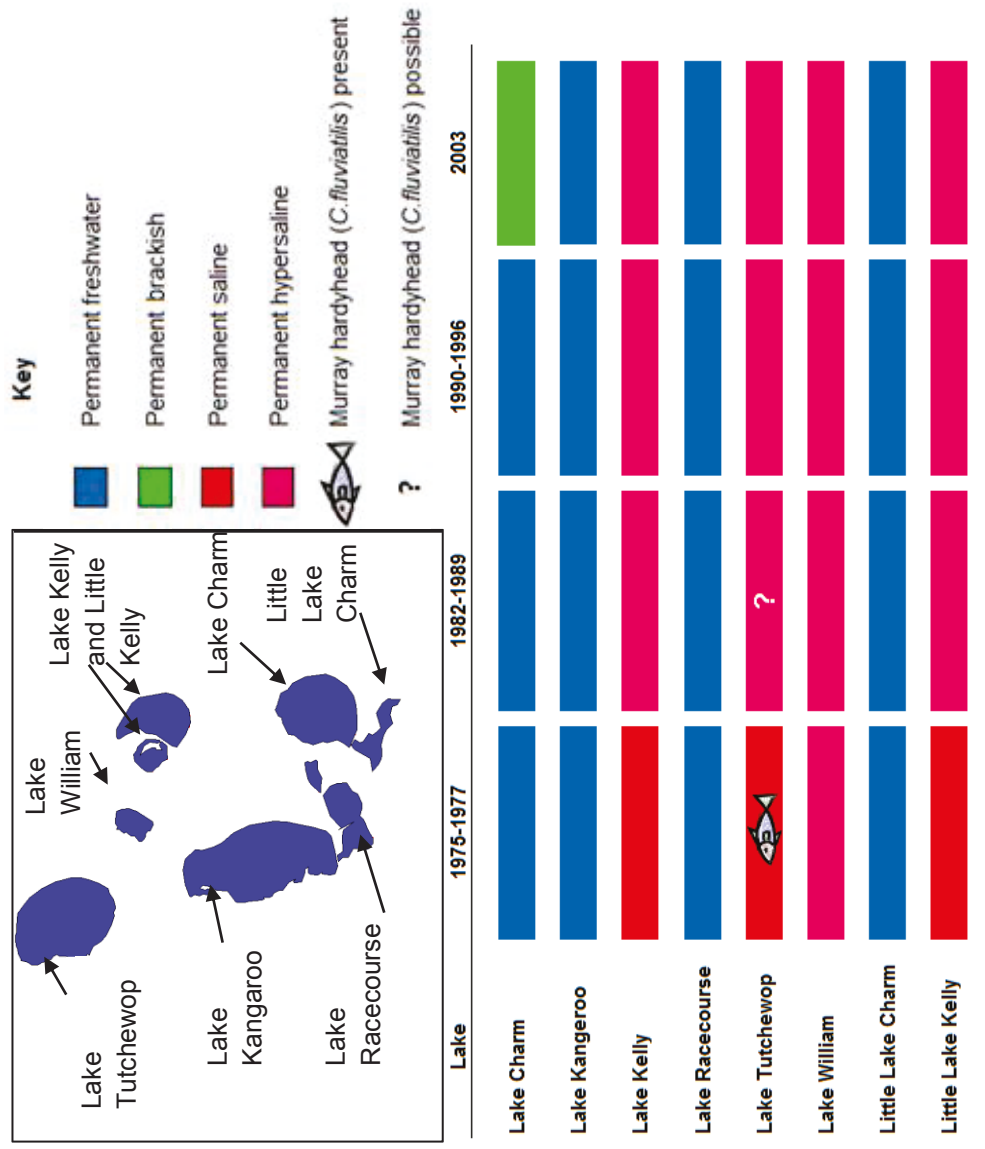 Lake
Tutchewop
Lake
William
Lake Kelly
and Little
Kelly
Lake
Kangaroo
Lake Charm
Lake
Racecourse
Little
Lake
Charm
Key
Permanent freshwater
Permanent brackish
Permanent saline
Permanent hypersaline
Murray hardyhead (C.fluviatilis ) present
? Murray hardyhead (C.fluviatilis ) possible
Lake 1975-1977 1982-1989 1990-1996 2003
Lake Charm
Lake Kangeroo
Lake Kelly
Lake Racecourse
Lake Tutchewop ?
Lake William
Little Lake Charm
Little Lake Kelly